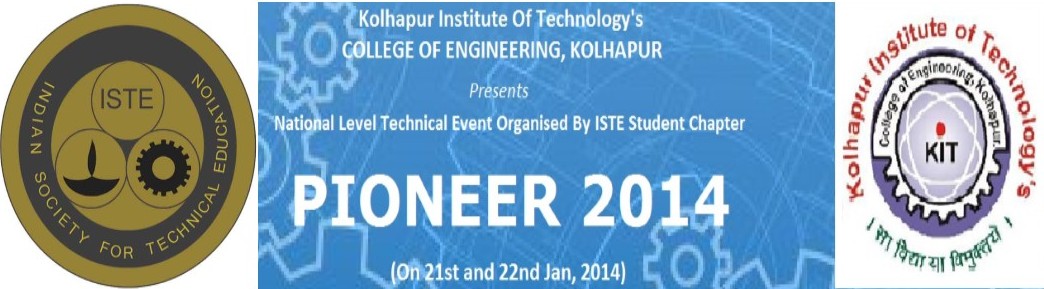 ISTE
INDIAN SOCIETY FOR TECHNICAL EDUCATION
Kolhapur Institute Of Technology's
COLLEGE OF ENGINEERING, KOLHAPUR
Presents
National Level Technical Event Organised By ISTE Student Chapter
PIONEER 2014
(On 21st and 22nd Jan, 2014)
Kolhapur Institute of Technology's
College of Engineering, Kolhapur.
KIT
। सा विद्या या विमुक्तये ।